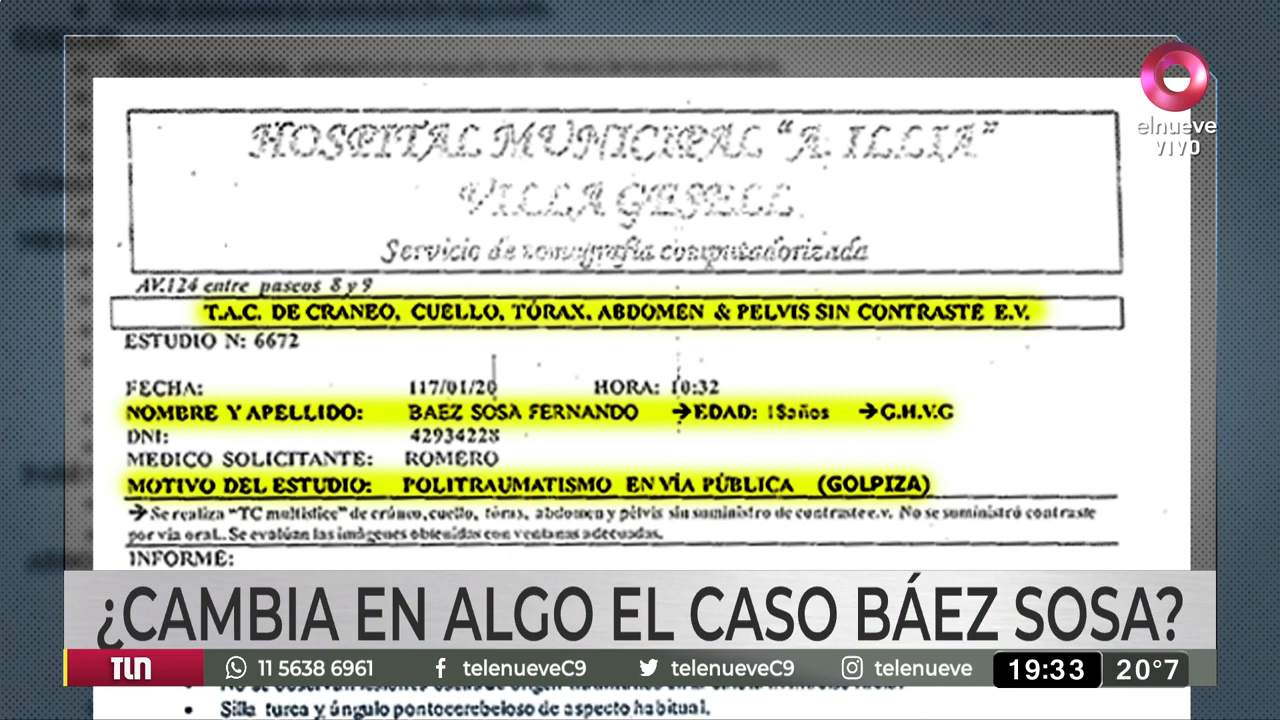 elnueve
VIVO
HOSPITAL MUNICIPAL "A. ILLIA"
VILLA GESELL
Servicio de tomografía computadorizada
AV.124 entre paseos 8 y 9
T.A.C. DE CRANEO, CUELLO, TÓRAX, ABDOMEN & PELVIS SIN CONTRASTE E.V.
ESTUDIO N: 6672
FECHA: 117/01/20 HORA: 10:32
NOMBRE Y APELLIDO: BAEZ SOSA FERNANDO →EDAD: 18años →G.H.V.G
DNI: 42934228
MEDICO SOLICITANTE: ROMERO
MOTIVO DEL ESTUDIO: POLITRAUMATISMO EN VÍA PÚBLICA (GOLPIZA)
→ Se realiza "TC multislice" de cráneo, cuello, tórax, abdomen y pelvis sin suministro de contraste e.v. No se suministró contraste
por via oral. Se evalúan las imágenes obtenidas con ventanas adecuadas.
INFORME:
¿CAMBIA EN ALGO EL CASO BÁEZ SOSA?
TLN 11 5638 6961 telenueveC9 telenueveC9 telenueve 19:33 20°7
• Silla turca y ángulo pontocerebeloso de aspecto habitual.